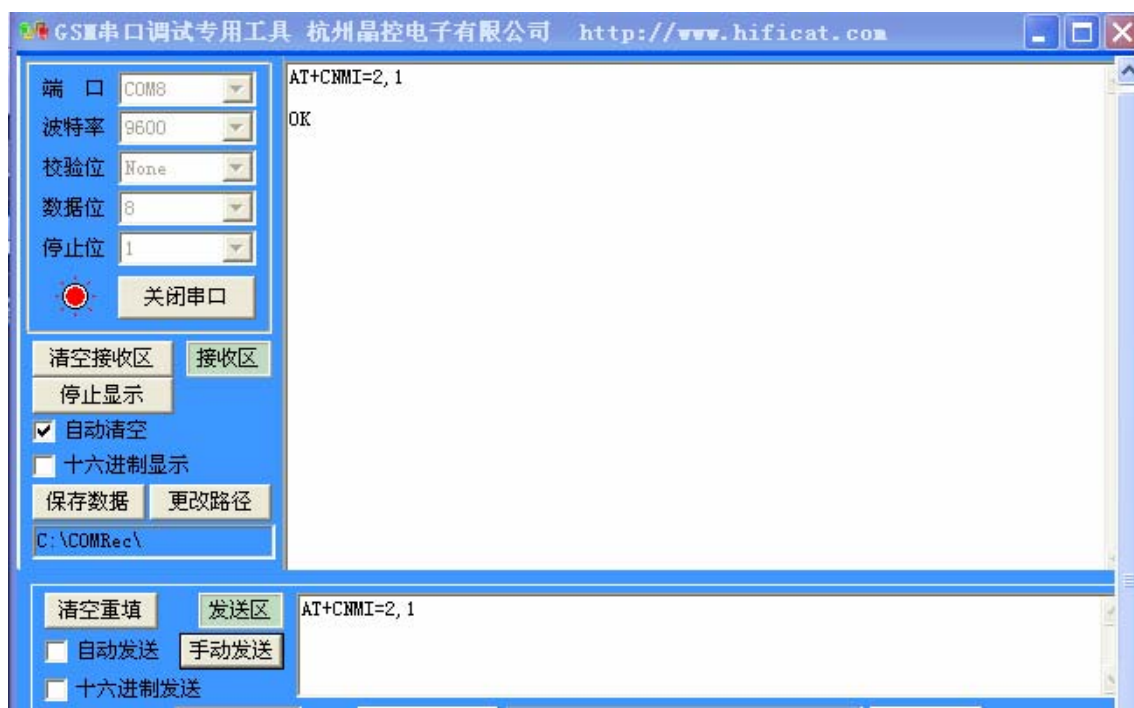 GSM串口调试专用工具 杭州晶控电子有限公司 http://www.hificat.com
端 口 COM8
波特率 9600
校验位 None
数据位 8
停止位 1
关闭串口
清空接收区 接收区
停止显示
自动清空
十六进制显示
保存数据 更改路径
C:\COMRec\
AT+CNMI=2,1
OK
清空重填 发送区
自动发送 手动发送
十六进制发送
AT+CNMI=2,1